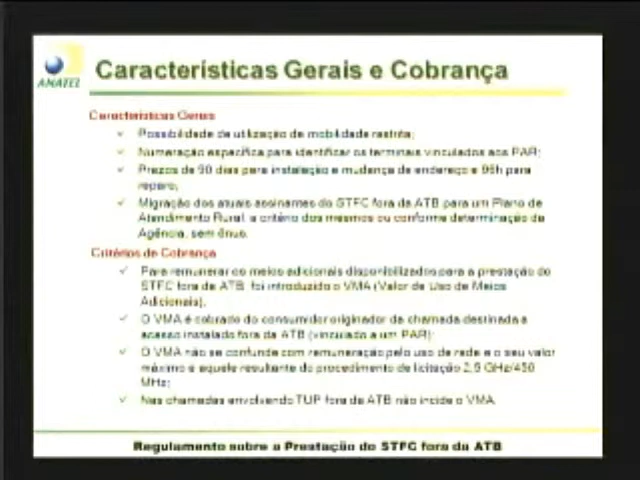 ANATEL
Características Gerais e Cobrança
Características Gerais
Possibilidade de utilização de mobilidade restrita;
Numeração específica para identificar os terminais vinculados aos PAR;
Prazos de 90 dias para instalação e mudança de endereço e 96h para
reparo;
Migração dos atuais assinantes do STFC fora da ATB para um Plano de
Atendimento Rural, a critério dos mesmos ou conforme determinação da
Agência, sem ônus.
Critérios de Cobrança
Para remunerar os meios adicionais disponibilizados para a prestação do
STFC fora da ATB, foi introduzido o VMA (Valor de Uso de Meios
Adicionais).
O VMA é cobrado do consumidor originador da chamada destinada a
acesso instalado fora da ATB (vinculado a um PAR);
O VMA não se confunde com remuneração pelo uso de rede e o seu valor
máximo é aquele resultante do procedimento de licitação 2,5 GHz/450
MHz;
Nas chamadas envolvendo TUP fora da ATB não incide o VMA.
Regulamento sobre a Prestação do STFC fora da ATB